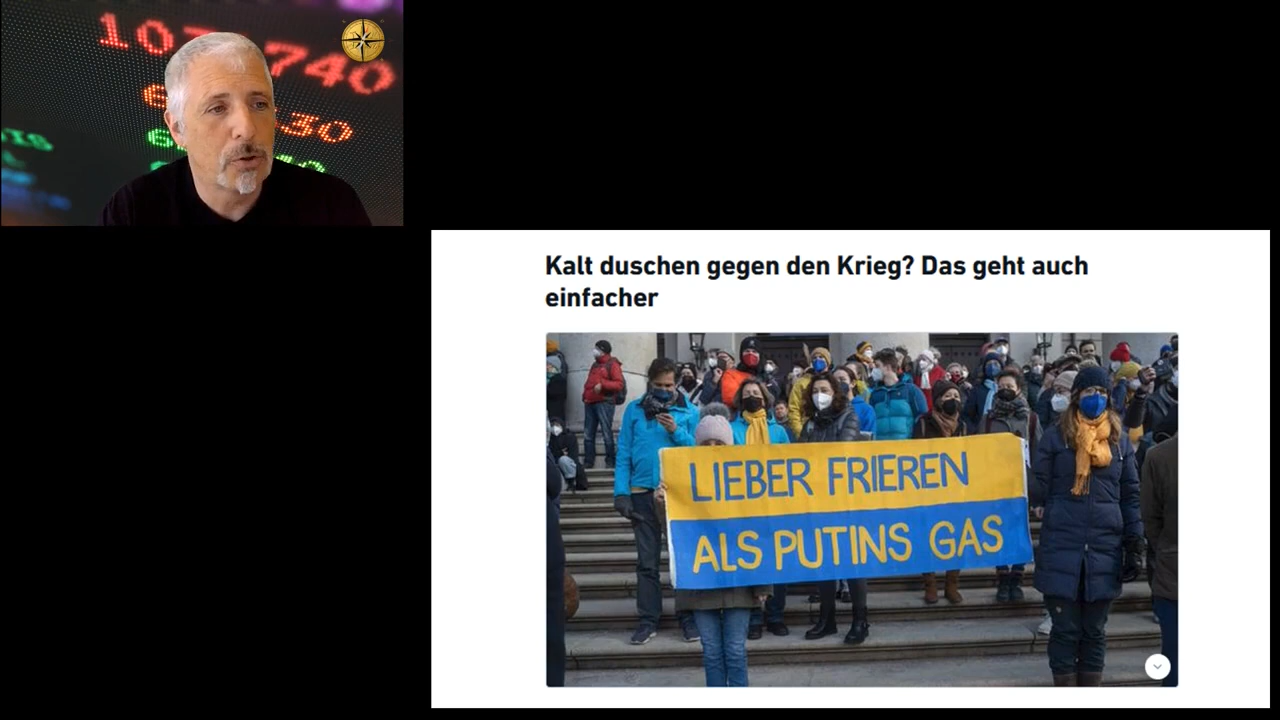 Kalt duschen gegen den Krieg? Das geht auch
einfacher
LIEBER FRIEREN
ALS PUTINS GAS